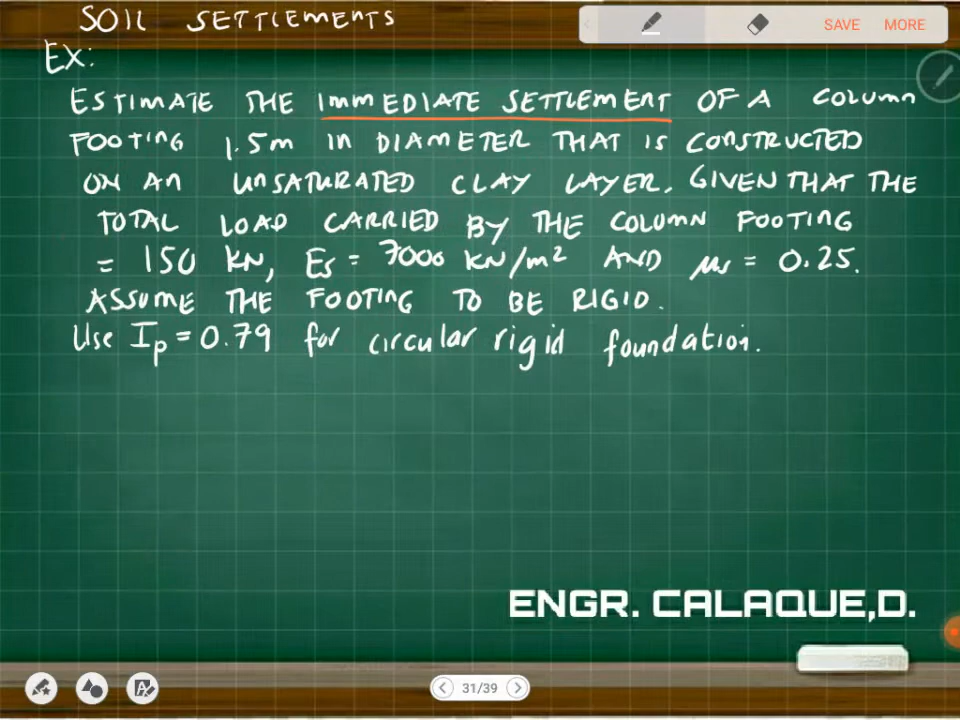 SOIL SETTLEMENTS
SAVE MORE
EX:
ESTIMATE THE IMMEDIATE SETTLEMENT OF A COLUMN
FOOTING 1.5m IN DIAMETER THAT IS CONSTRUCTED
ON AN UNSATURATED CLAY LAYER. GIVEN THAT THE
TOTAL LOAD CARRIED BY THE COLUMN FOOTING
= 150 KN, Es = 7000 KN/m² AND μs = 0.25.
ASSUME THE FOOTING TO BE RIGID.
Use Ip = 0.79 for circular rigid foundation.
ENGR. CALAQUE,D.
31/39